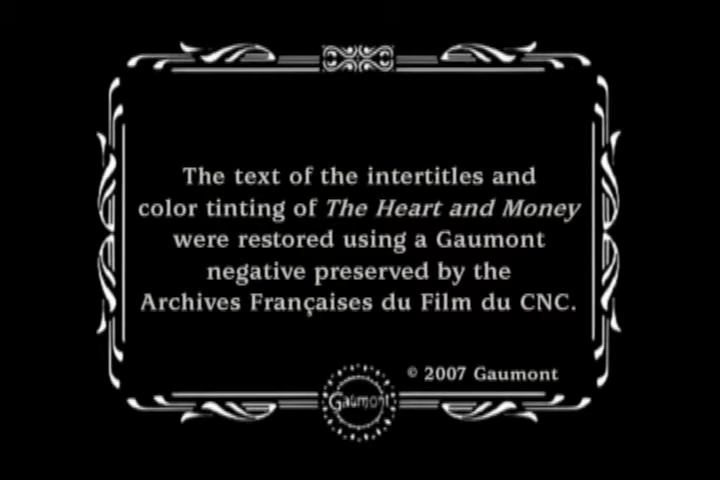 The text of the intertitles and
color tinting of The Heart and Money
were restored using a Gaumont
negative preserved by the
Archives Françaises du Film du CNC.
© 2007 Gaumont
Gaumont